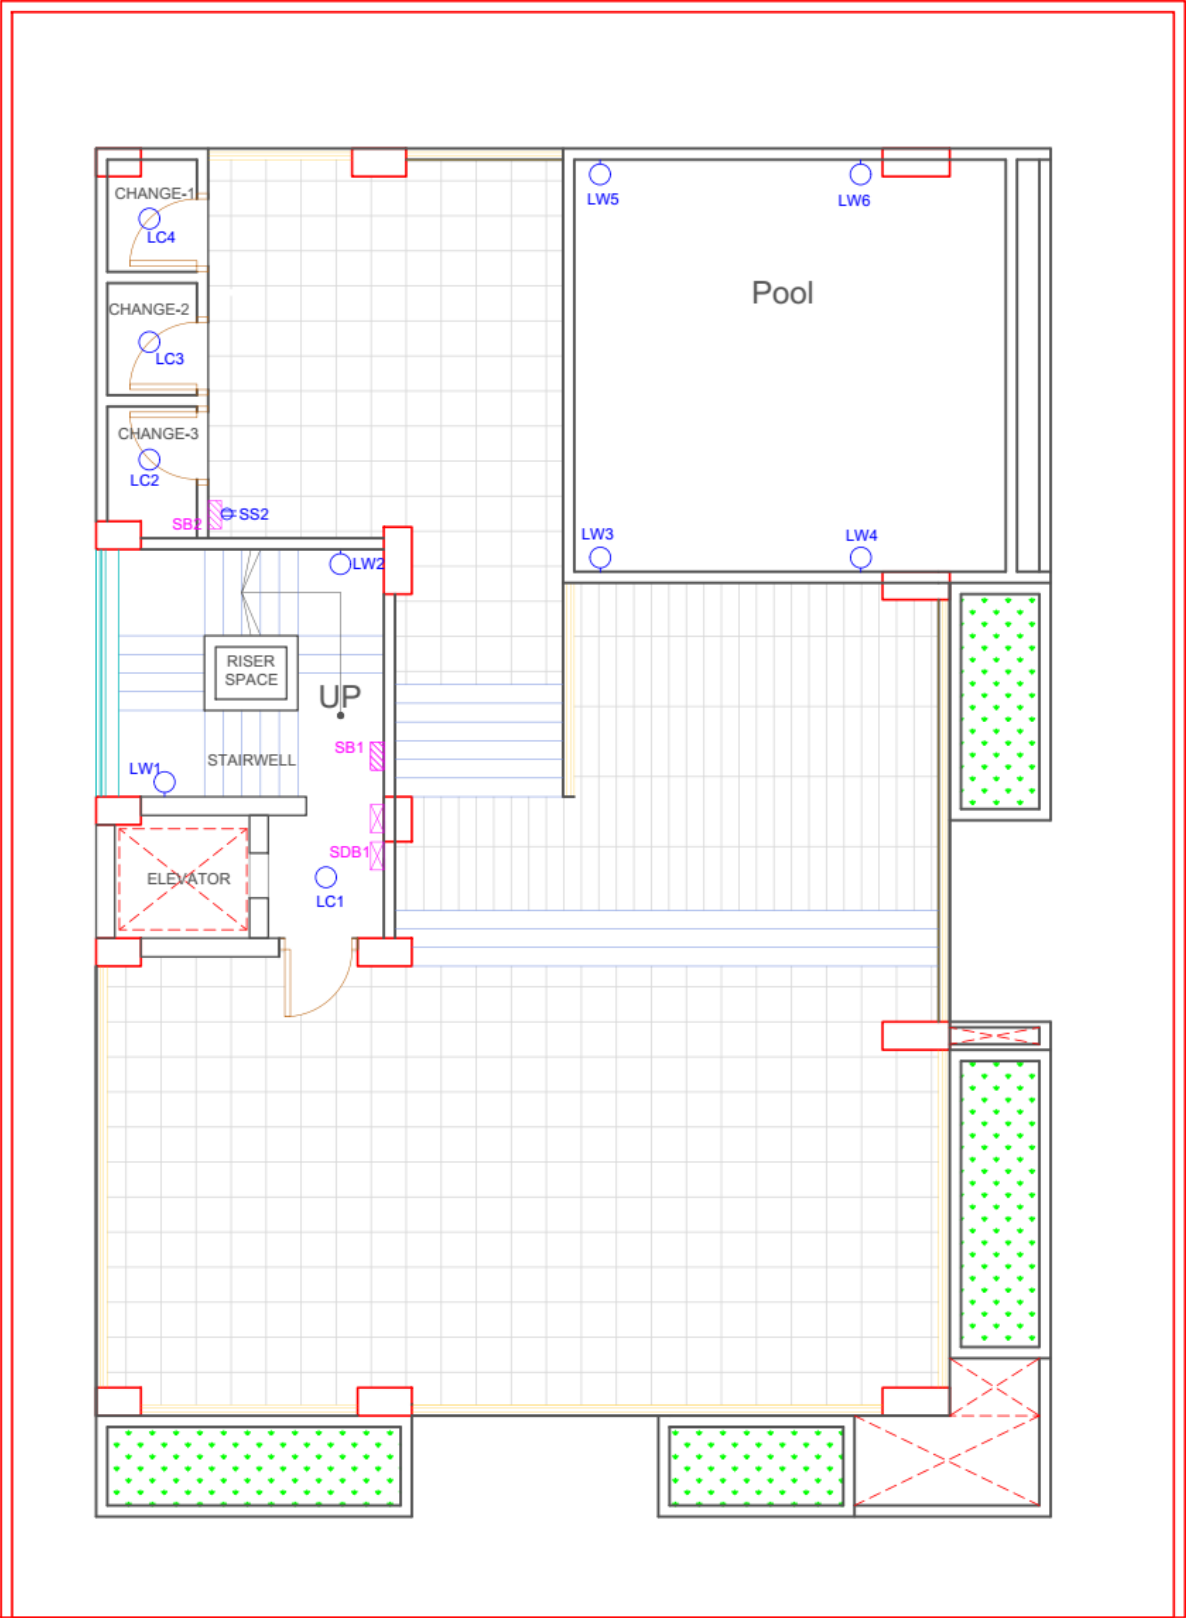 CHANGE-1
LC4
LW5
LW6
Pool
CHANGE-2
LC3
CHANGE-3
LC2
SB2
SS2
LW3
LW4
LW2
RISER
SPACE
UP
SB1
STAIRWELL
LW1
SDB1
ELEVATOR
LC1